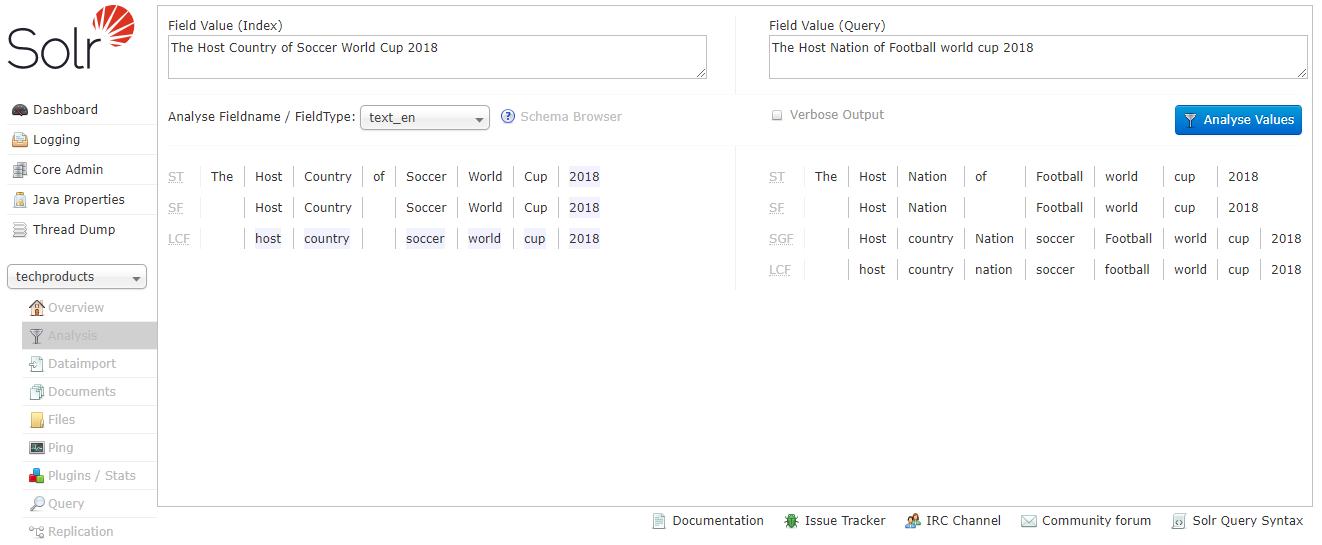 Solr
Dashboard
Logging
Core Admin
Java Properties
Thread Dump
techproducts
Overview
Analysis
Dataimport
Documents
Files
Ping
Plugins / Stats
Query
Replication
Field Value (Index)
The Host Country of Soccer World Cup 2018
Field Value (Query)
The Host Nation of Football world cup 2018
Analyse Fieldname / FieldType: text_en ? Schema Browser
Verbose Output
Analyse Values
ST The Host Country of Soccer World Cup 2018
SF Host Country Soccer World Cup 2018
LCF host country soccer world cup 2018
ST The Host Nation of Football world cup 2018
SF Host Nation Football world cup 2018
SGF Host country Nation soccer Football world cup 2018
LCF host country nation soccer football world cup 2018
Documentation Issue Tracker IRC Channel Community forum Solr Query Syntax